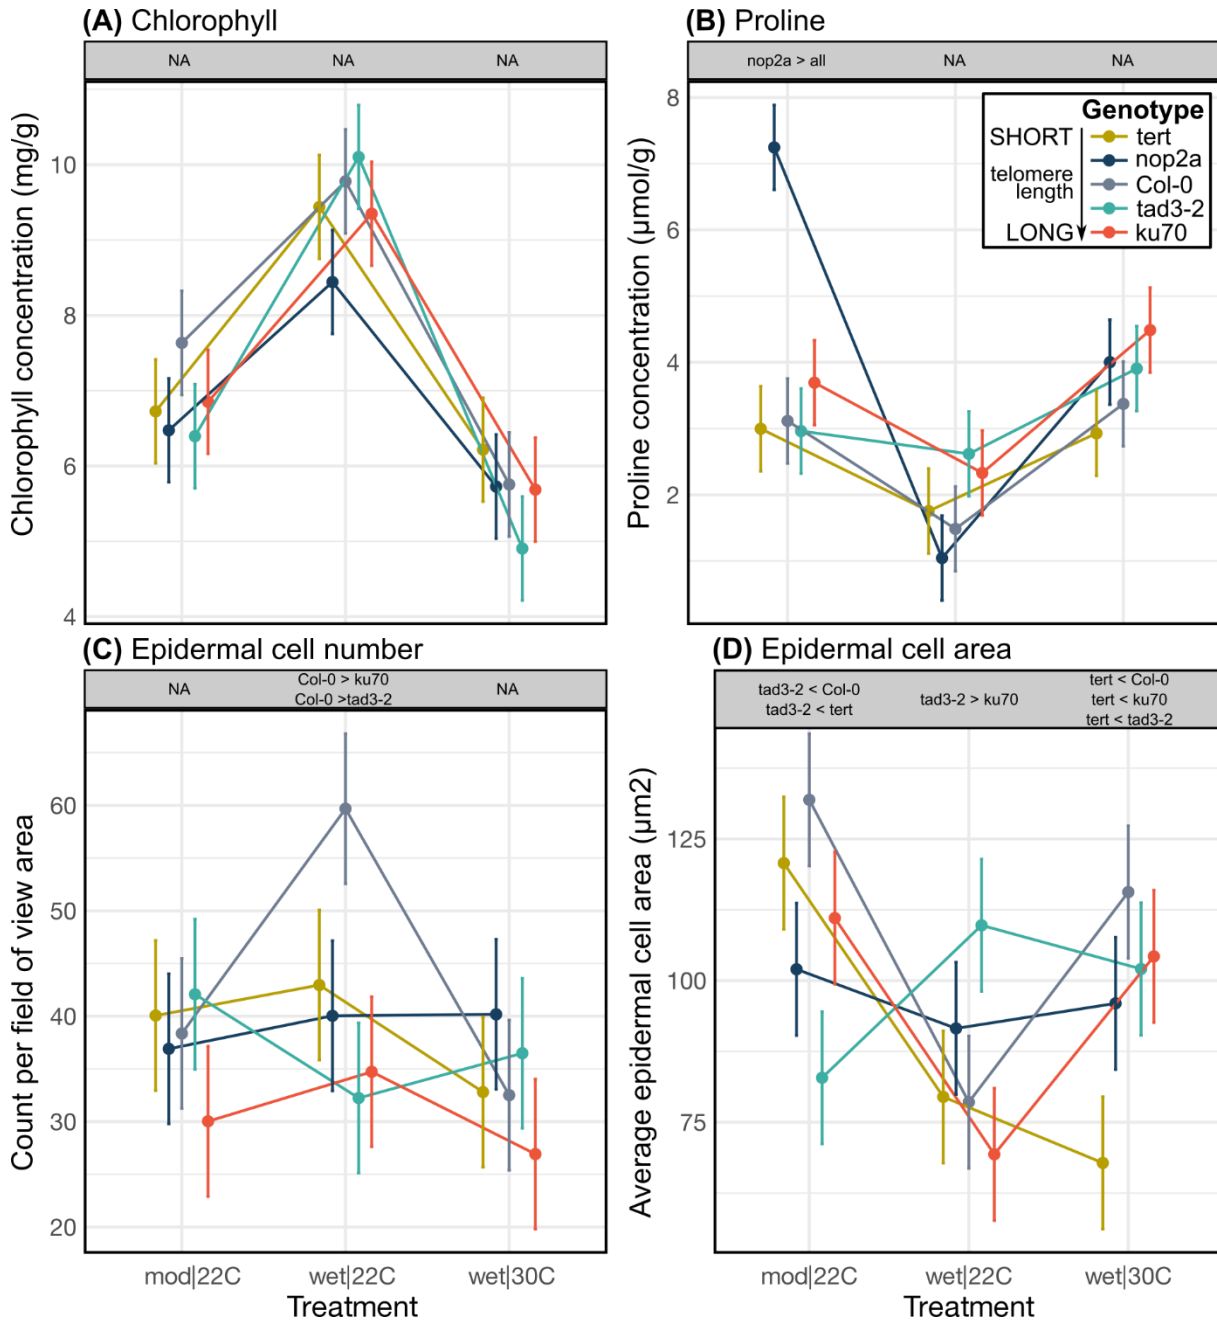 (A) Chlorophyll
NA NA NA
Chlorophyll concentration (mg/g)
10
8
6
4
(B) Proline
nop2a > all NA NA
Proline concentration (µmol/g)
8
6
4
2
Genotype
SHORT
telomere
length
LONG
tert
nop2a
Col-0
tad3-2
ku70
(C) Epidermal cell number
NA
Col-0 > ku70
Col-0 >tad3-2
NA
Count per field of view area
60
50
40
30
20
mod|22C wet|22C wet|30C
Treatment
(D) Epidermal cell area
tad3-2 < Col-0
tad3-2 < tert
tad3-2 > ku70
tert < Col-0
tert < ku70
tert < tad3-2
Average epidermal cell area (µm2)
125
100
75
mod|22C wet|22C wet|30C
Treatment